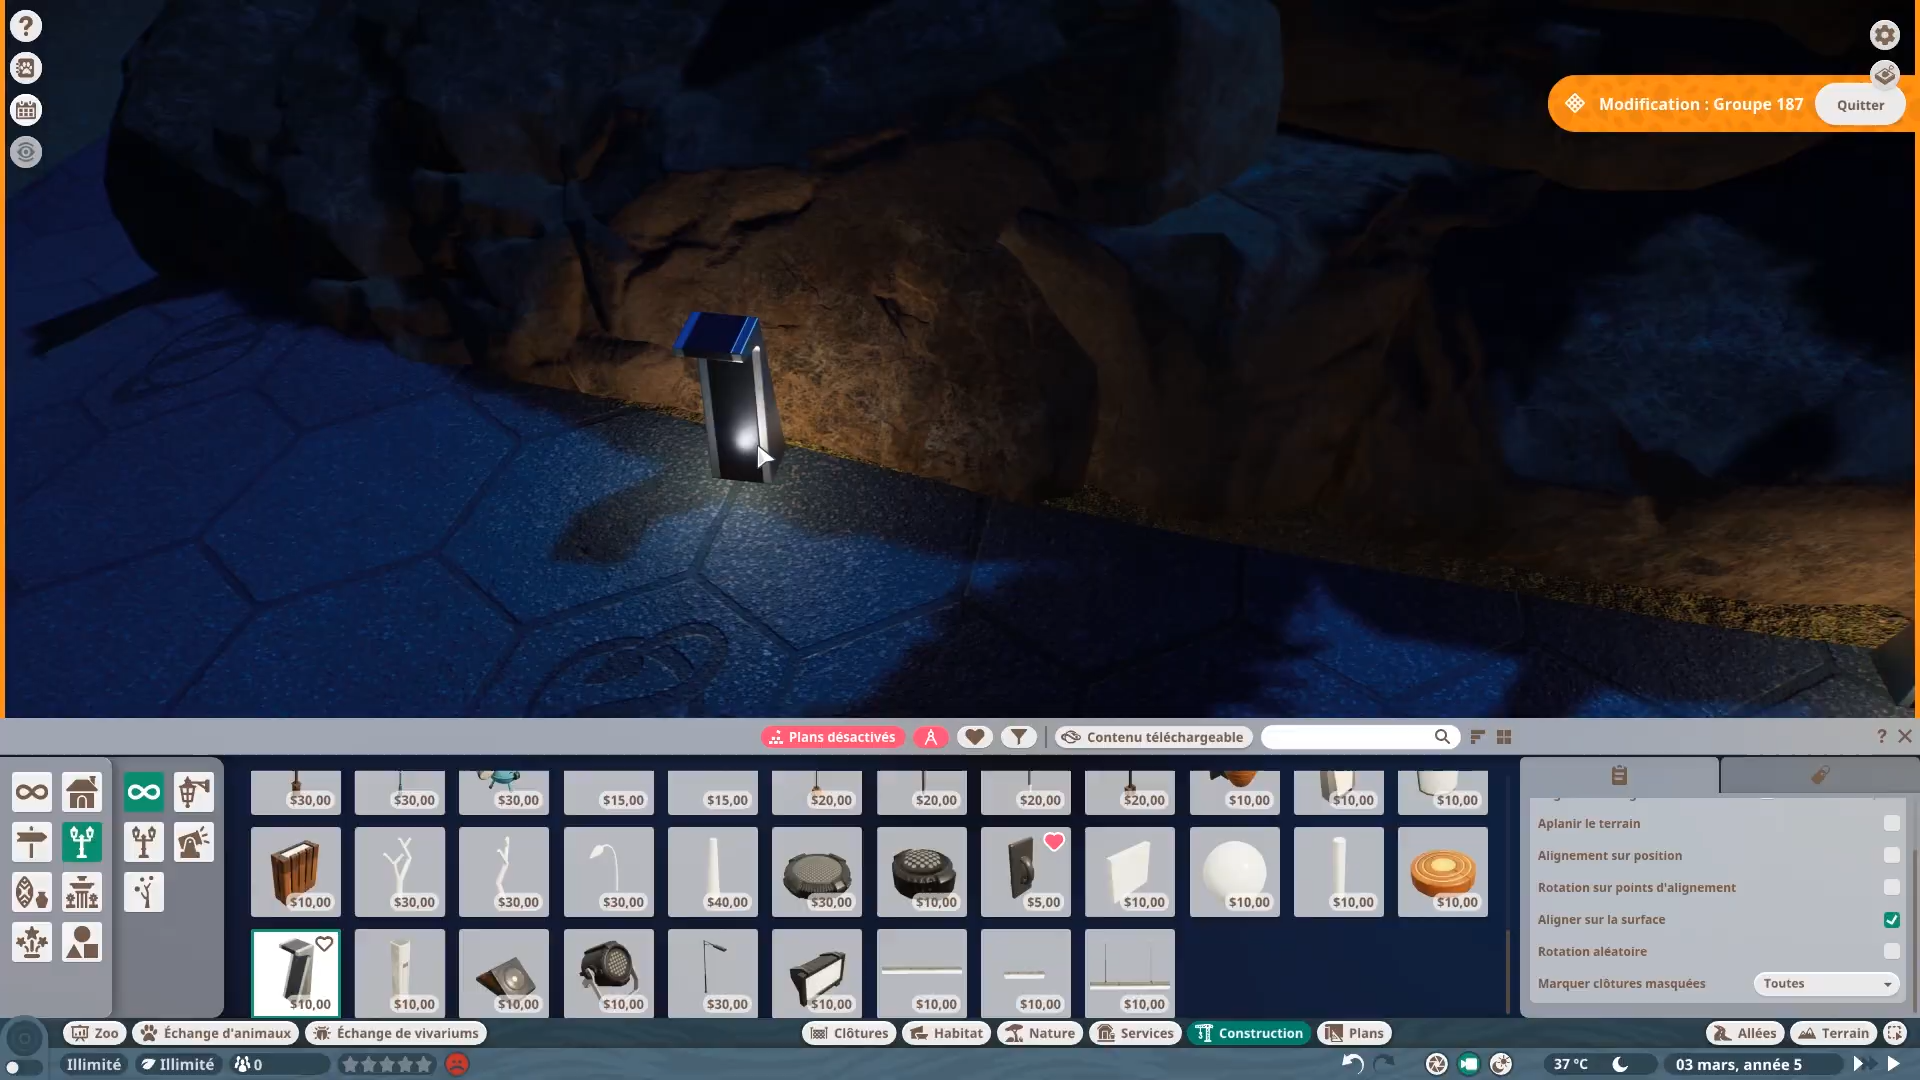 ?
Modification : Groupe 187
Quitter
Plans désactivés
Contenu téléchargeable
?
$30,00
$30,00
$30,00
$15,00
$15,00
$20,00
$20,00
$20,00
$20,00
$10,00
$10,00
$10,00
$10,00
$30,00
$30,00
$30,00
$40,00
$30,00
$10,00
$5,00
$10,00
$10,00
$10,00
$10,00
$10,00
$10,00
$10,00
$10,00
$30,00
$10,00
$10,00
$10,00
$10,00
Aplanir le terrain
Alignement sur position
Rotation sur points d'alignement
Aligner sur la surface
Rotation aléatoire
Marquer clôtures masquées
Toutes
Zoo
Échange d'animaux
Échange de vivariums
Clôtures
Habitat
Nature
Services
Construction
Plans
Allées
Terrain
Illimité
Illimité
0
37 °C
03 mars, année 5